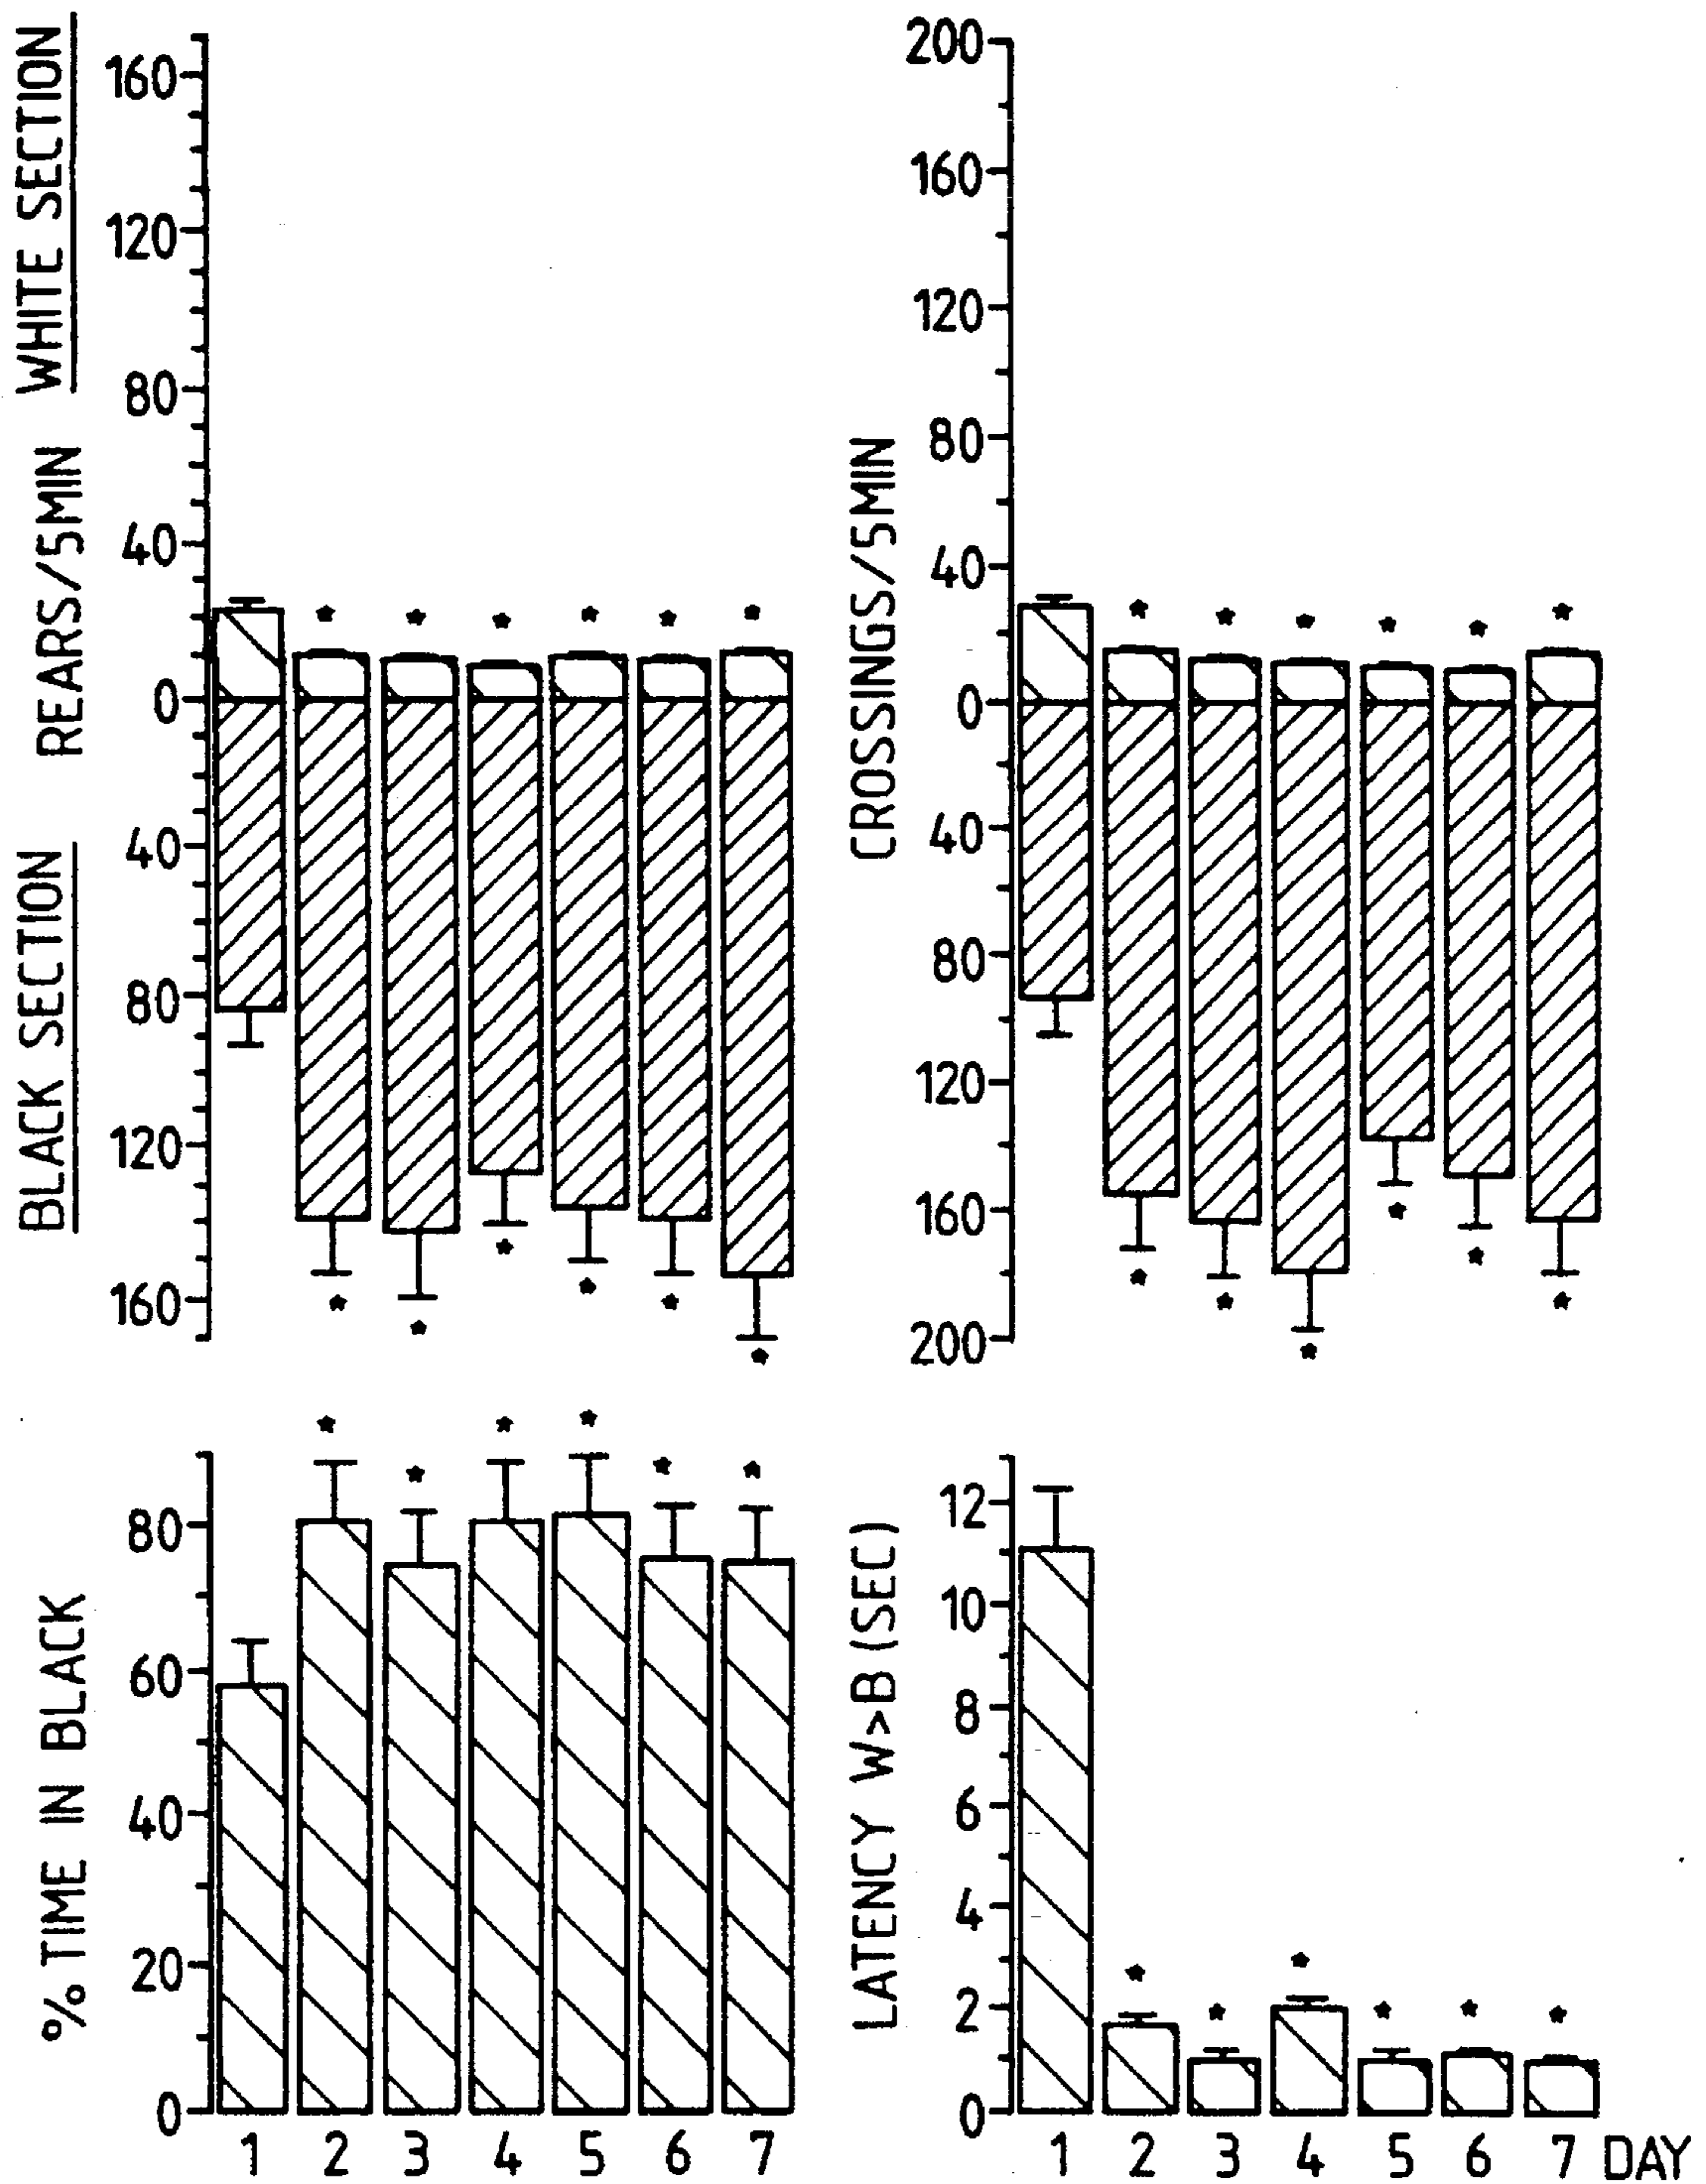 WHITE SECTION
REARS/5MIN
BLACK SECTION
160
120
80
40
0
40
80
120
160
* * * * * *
* * * * * *
CROSSINGS/5MIN
200
160
120
80
40
0
40
80
120
160
200
* * * * * *
* * * * * *
% TIME IN BLACK
80
60
40
20
0
* * * * * *
1 2 3 4 5 6 7
LATENCY W>B (SEC)
12
10
8
6
4
2
0
* * * * * *
1 2 3 4 5 6 7 DAY